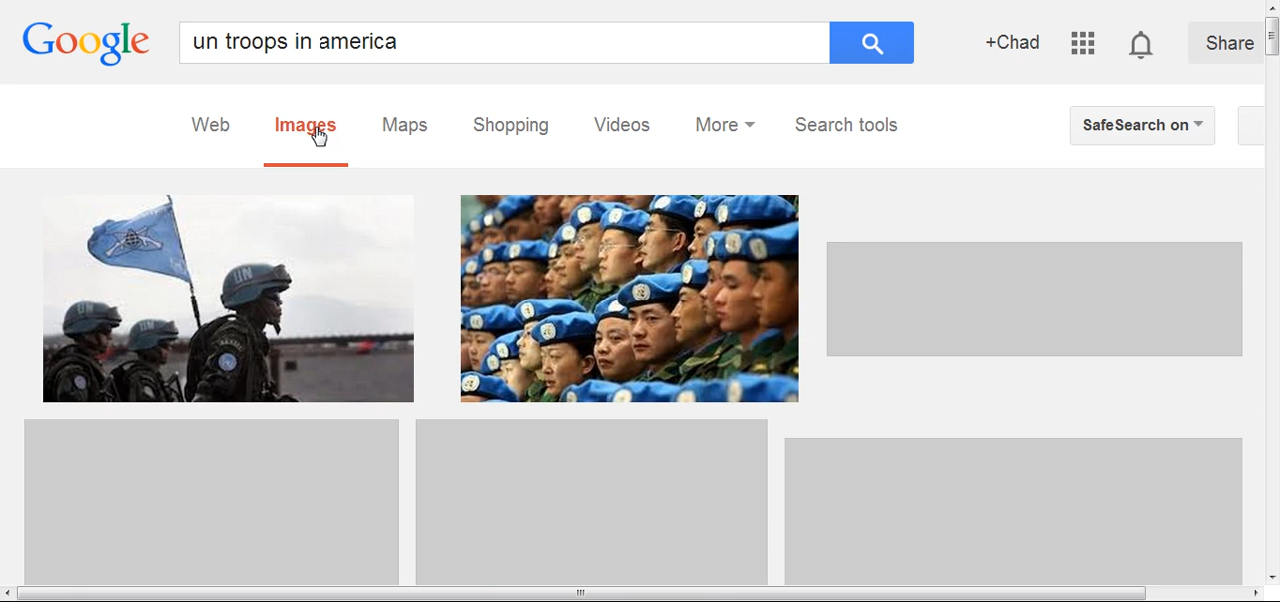 Google
un troops in america
+Chad
Share
Web
Images
Maps
Shopping
Videos
More
Search tools
SafeSearch on
UN
UN
UN